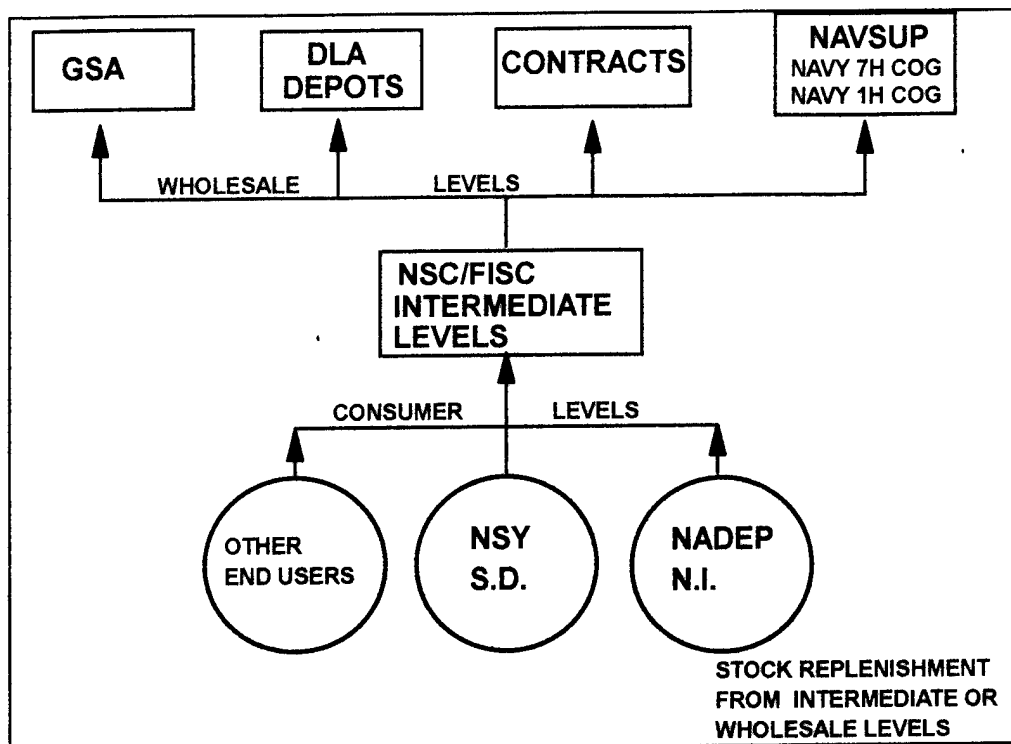 GSA
DLA
DEPOTS
CONTRACTS
NAVSUP
NAVY 7H COG
NAVY 1H COG
WHOLESALE LEVELS
NSC/FISC
INTERMEDIATE
LEVELS
CONSUMER LEVELS
OTHER
END USERS
NSY
S.D.
NADEP
N.I.
STOCK REPLENISHMENT
FROM INTERMEDIATE OR
WHOLESALE LEVELS